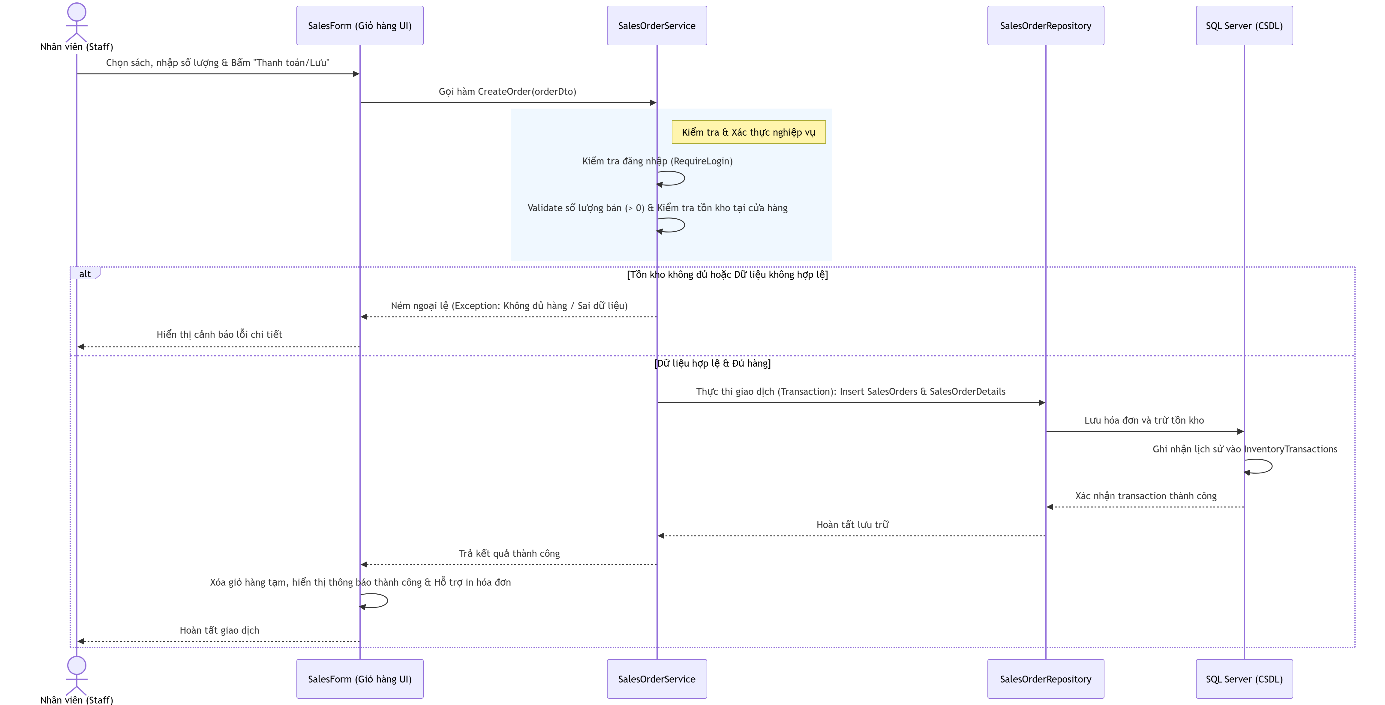 Nhân viên (Staff)
SalesForm (Giỏ hàng UI)
SalesOrderService
SalesOrderRepository
SQL Server (CSDL)
Chọn sách, nhập số lượng & Bấm "Thanh toán/Lưu"
Gọi hàm CreateOrder(orderDto)
Kiểm tra & Xác thực nghiệp vụ
Kiểm tra đăng nhập (RequireLogin)
Validate số lượng bán (> 0) & Kiểm tra tồn kho tại cửa hàng
alt
[Tồn kho không đủ hoặc Dữ liệu không hợp lệ]
Ném ngoại lệ (Exception: Không đủ hàng / Sai dữ liệu)
Hiển thị cảnh báo lỗi chi tiết
[Dữ liệu hợp lệ & Đủ hàng]
Thực thi giao dịch (Transaction): Insert SalesOrders & SalesOrderDetails
Lưu hóa đơn và trừ tồn kho
Ghi nhận lịch sử vào InventoryTransactions
Xác nhận transaction thành công
Hoàn tất lưu trữ
Trả kết quả thành công
Xóa giỏ hàng tạm, hiển thị thông báo thành công & Hỗ trợ in hóa đơn
Hoàn tất giao dịch
Nhân viên (Staff)
SalesForm (Giỏ hàng UI)
SalesOrderService
SalesOrderRepository
SQL Server (CSDL)